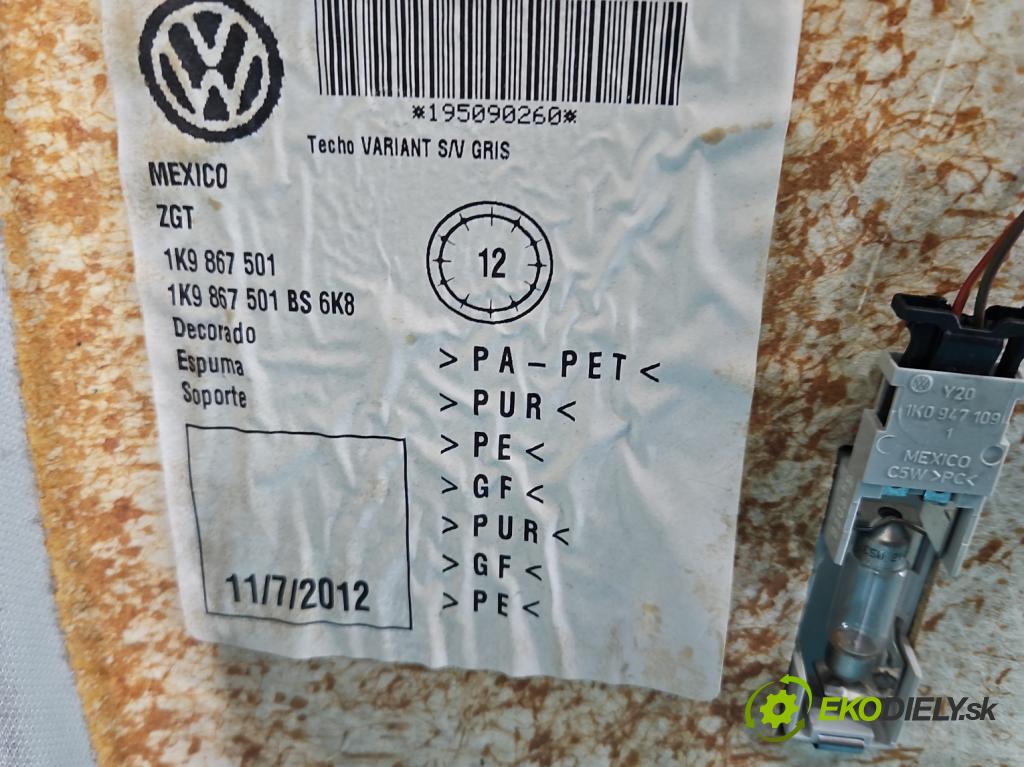 *195090260*
Techo VARIANT S/V GRIS
MEXICO
ZGT
1K9 867 501
1K9 867 501 BS 6K8
12
Decorado
Espuma
Soporte
>PA-PET<
>PUR<
>PE<
>GF<
>PUR<
>GF<
>PE<
11/7/2012
Y20
1K0 947 109
1
MEXICO
C5W >PC<
EKODIELY.sk